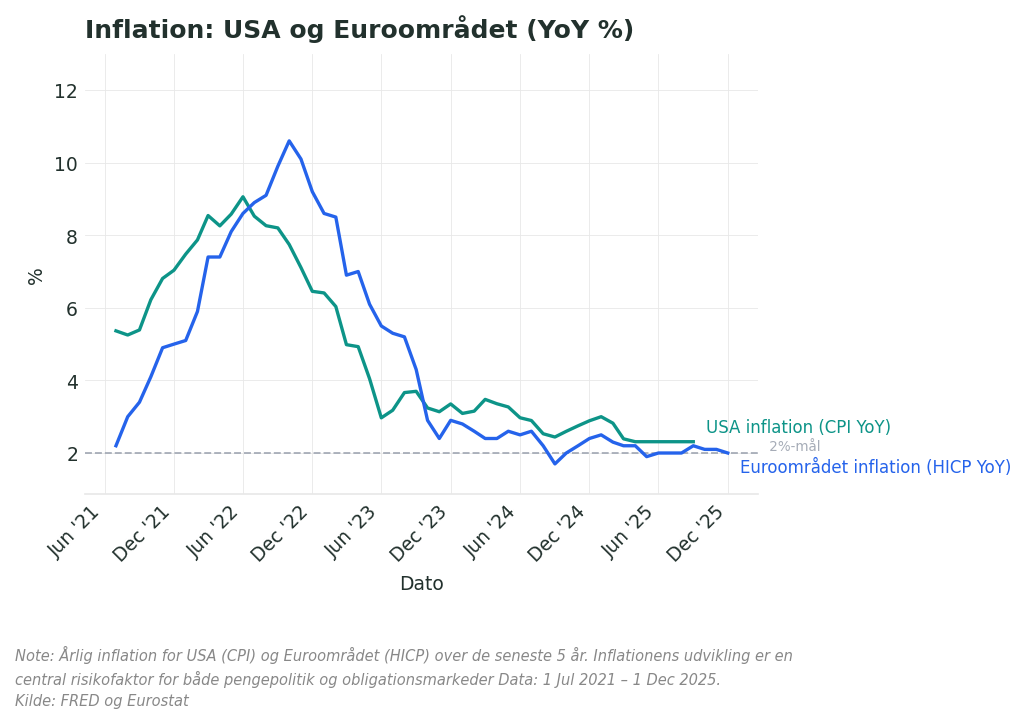 Inflation: USA og Euroområdet (YoY %)
12
10
8
6
4
2
%
USA inflation (CPI YoY)
2%-mål
Euroområdet inflation (HICP YoY)
Jun '21
Dec '21
Jun '22
Dec '22
Jun '23
Dec '23
Jun '24
Dec '24
Jun '25
Dec '25
Dato
Note: Årlig inflation for USA (CPI) og Euroområdet (HICP) over de seneste 5 år. Inflationens udvikling er en
central risikofaktor for både pengepolitik og obligationsmarkeder Data: 1 Jul 2021 – 1 Dec 2025.
Kilde: FRED og Eurostat